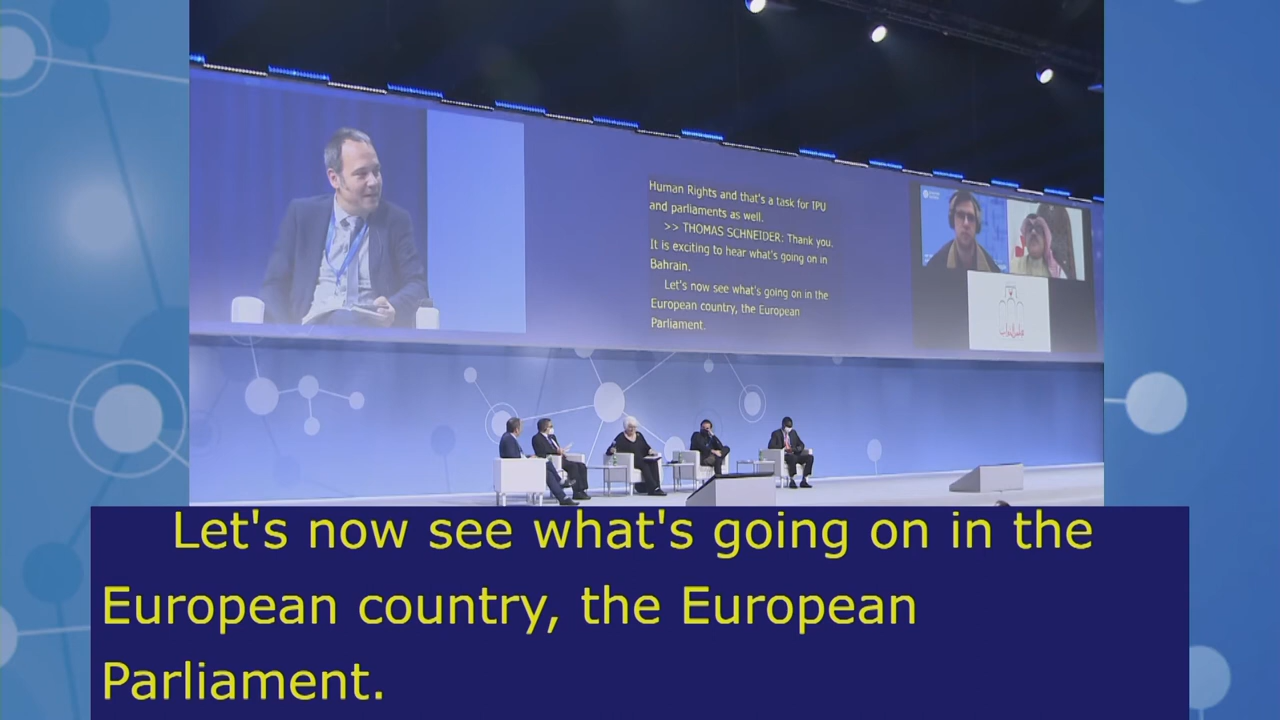 Human Rights and that's a task for IPU
and parliaments as well.
>> THOMAS SCHNEIDER: Thank you.
It is exciting to hear what's going on in
Bahrain.
Let's now see what's going on in the
European country, the European
Parliament.
Let's now see what's going on in the
European country, the European
Parliament.